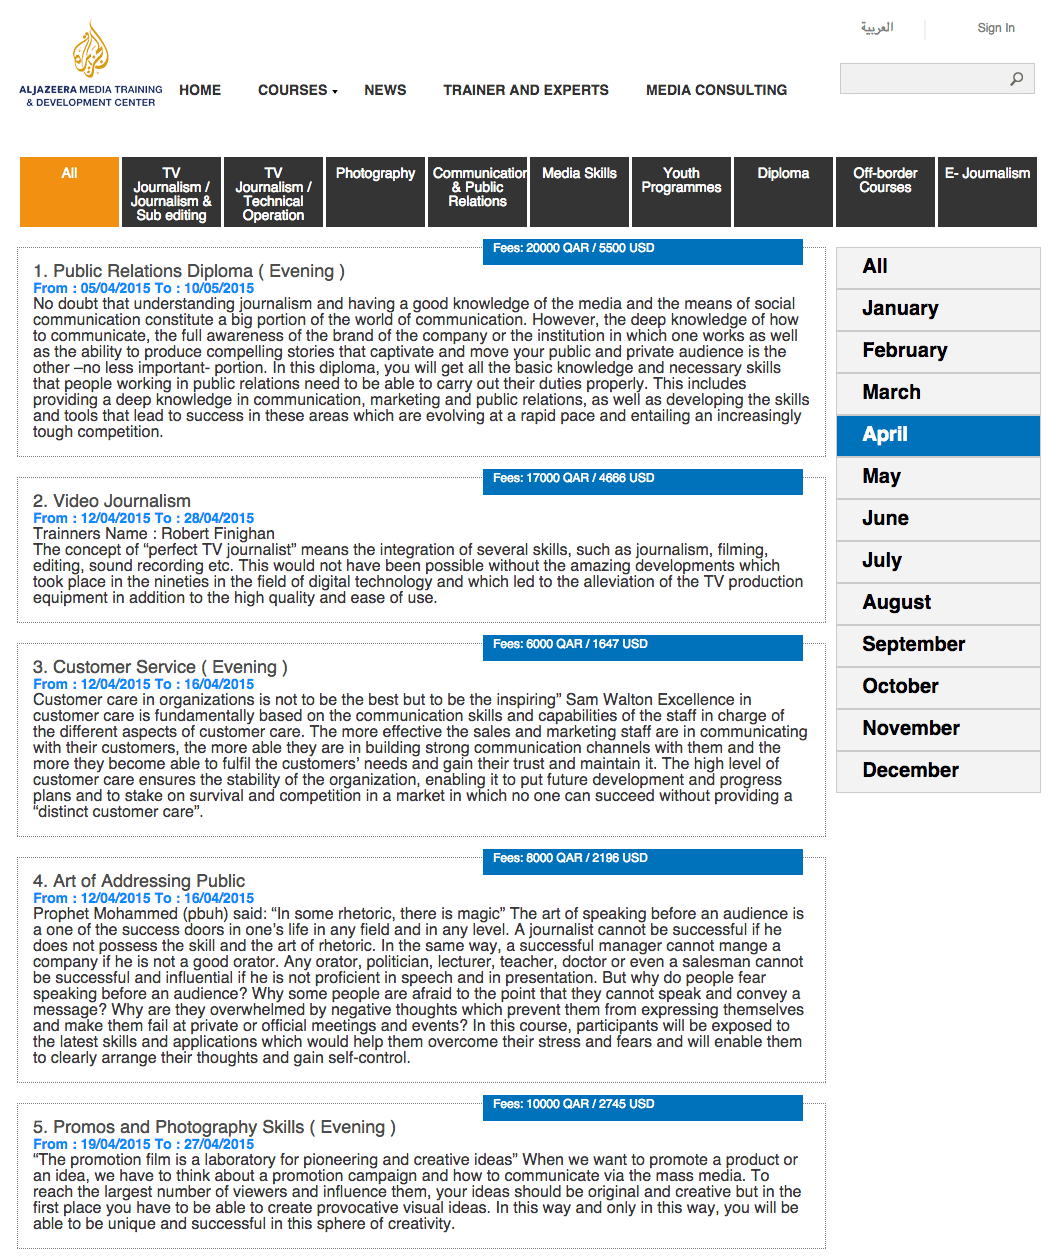 العربية
Sign In
ALJAZEERA MEDIA TRAINING
& DEVELOPMENT CENTER
HOME
COURSES
NEWS
TRAINER AND EXPERTS
MEDIA CONSULTING
All
TV
Journalism /
Journalism &
Sub editing
TV
Journalism /
Technical
Operation
Photography
Communication
& Public
Relations
Media Skills
Youth
Programmes
Diploma
Off-border
Courses
E- Journalism
Fees: 20000 QAR / 5500 USD
1. Public Relations Diploma ( Evening )
From : 05/04/2015 To : 10/05/2015
No doubt that understanding journalism and having a good knowledge of the media and the means of social
communication constitute a big portion of the world of communication. However, the deep knowledge of how
to communicate, the full awareness of the brand of the company or the institution in which one works as well
as the ability to produce compelling stories that captivate and move your public and private audience is the
other –no less important- portion. In this diploma, you will get all the basic knowledge and necessary skills
that people working in public relations need to be able to carry out their duties properly. This includes
providing a deep knowledge in communication, marketing and public relations, as well as developing the skills
and tools that lead to success in these areas which are evolving at a rapid pace and entailing an increasingly
tough competition.
Fees: 17000 QAR / 4666 USD
2. Video Journalism
From : 12/04/2015 To : 28/04/2015
Trainners Name : Robert Finighan
The concept of “perfect TV journalist” means the integration of several skills, such as journalism, filming,
editing, sound recording etc. This would not have been possible without the amazing developments which
took place in the nineties in the field of digital technology and which led to the alleviation of the TV production
equipment in addition to the high quality and ease of use.
Fees: 6000 QAR / 1647 USD
3. Customer Service ( Evening )
From : 12/04/2015 To : 16/04/2015
Customer care in organizations is not to be the best but to be the inspiring” Sam Walton Excellence in
customer care is fundamentally based on the communication skills and capabilities of the staff in charge of
the different aspects of customer care. The more effective the sales and marketing staff are in communicating
with their customers, the more able they are in building strong communication channels with them and the
more they become able to fulfil the customers’ needs and gain their trust and maintain it. The high level of
customer care ensures the stability of the organization, enabling it to put future development and progress
plans and to stake on survival and competition in a market in which no one can succeed without providing a
“distinct customer care”.
Fees: 8000 QAR / 2196 USD
4. Art of Addressing Public
From : 12/04/2015 To : 16/04/2015
Prophet Mohammed (pbuh) said: “In some rhetoric, there is magic” The art of speaking before an audience is
a one of the success doors in one’s life in any field and in any level. A journalist cannot be successful if he
does not possess the skill and the art of rhetoric. In the same way, a successful manager cannot mange a
company if he is not a good orator. Any orator, politician, lecturer, teacher, doctor or even a salesman cannot
be successful and influential if he is not proficient in speech and in presentation. But why do people fear
speaking before an audience? Why some people are afraid to the point that they cannot speak and convey a
message? Why are they overwhelmed by negative thoughts which prevent them from expressing themselves
and make them fail at private or official meetings and events? In this course, participants will be exposed to
the latest skills and applications which would help them overcome their stress and fears and will enable them
to clearly arrange their thoughts and gain self-control.
Fees: 10000 QAR / 2745 USD
5. Promos and Photography Skills ( Evening )
From : 19/04/2015 To : 27/04/2015
“The promotion film is a laboratory for pioneering and creative ideas” When we want to promote a product or
an idea, we have to think about a promotion campaign and how to communicate via the mass media. To
reach the largest number of viewers and influence them, your ideas should be original and creative but in the
first place you have to be able to create provocative visual ideas. In this way and only in this way, you will be
able to be unique and successful in this sphere of creativity.
All
January
February
March
April
May
June
July
August
September
October
November
December